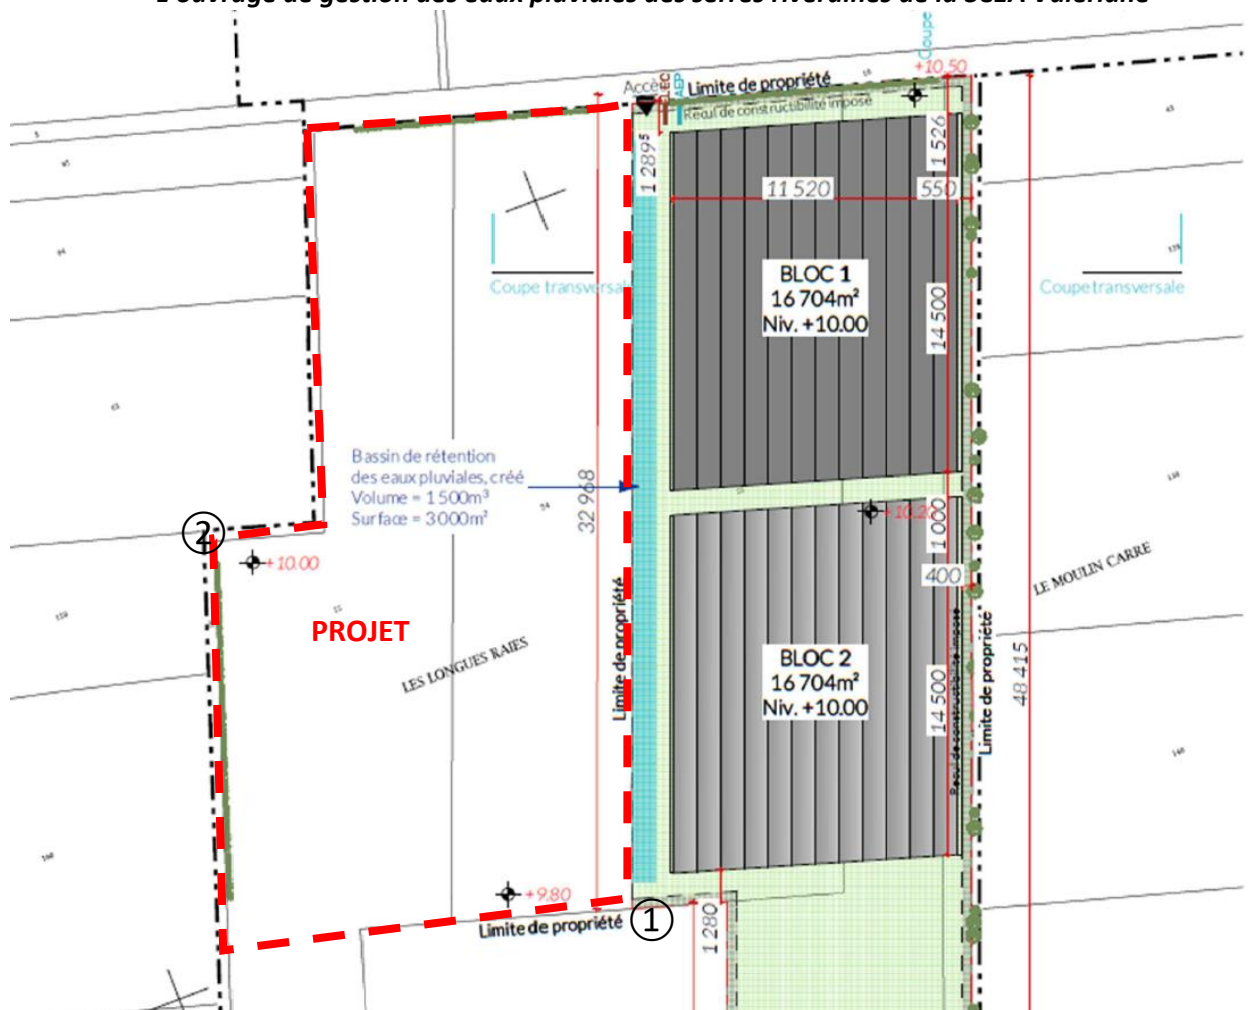 L'ouvrage de gestion des eaux pluviales des serres riveraines de la SCEA Valériane
Coupe
+10.50
Accès
ELEC
AEP
Limite de propriété
Recul de constructibilité imposé
1 289⁵
1 526
11 520
550
BLOC 1
16 704m²
Niv. +10.00
14 500
Coupe transversale
Coupe transversale
Bassin de rétention
des eaux pluviales, créé
Volume = 1500m³
Surface = 3000m²
32 968
+10.20
1 000
400
②
+10.00
PROJET
LES LONGUES RAIES
LE MOULIN CARRE
Limite de propriété
BLOC 2
16 704m²
Niv. +10.00
14 500
Recul de constructibilité imposé
Limite de propriété
48 415
+9.80
Limite de propriété
①
1 280